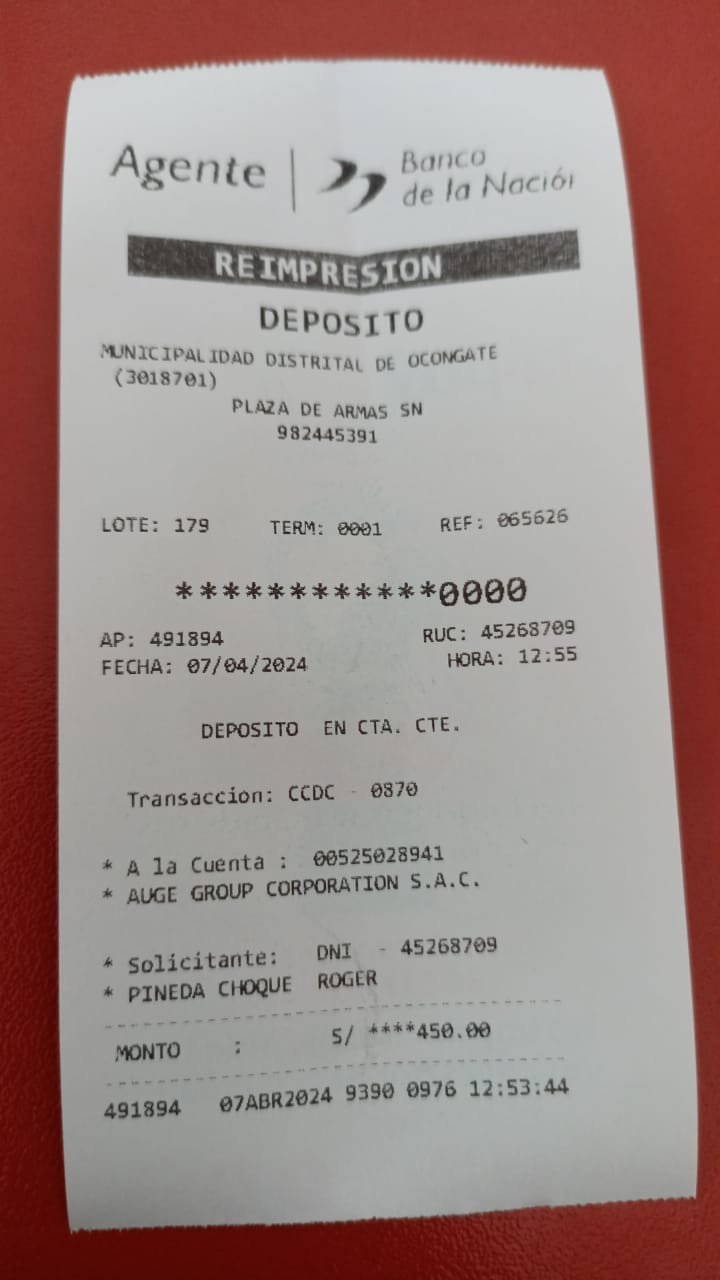 Agente | Banco
de la Nación
REIMPRESION
DEPOSITO
MUNICIPALIDAD DISTRITAL DE OCONGATE
(3018701)
PLAZA DE ARMAS SN
982445391
LOTE: 179 TERM: 0001 REF: 065626
************0000
AP: 491894 RUC: 45268709
FECHA: 07/04/2024 HORA: 12:55
DEPOSITO EN CTA. CTE.
Transaccion: CCDC - 0870
* A la Cuenta : 00525028941
* AUGE GROUP CORPORATION S.A.C.
* Solicitante: DNI - 45268709
* PINEDA CHOQUE ROGER
MONTO : S/ ****450.00
491894 07ABR2024 9390 0976 12:53:44